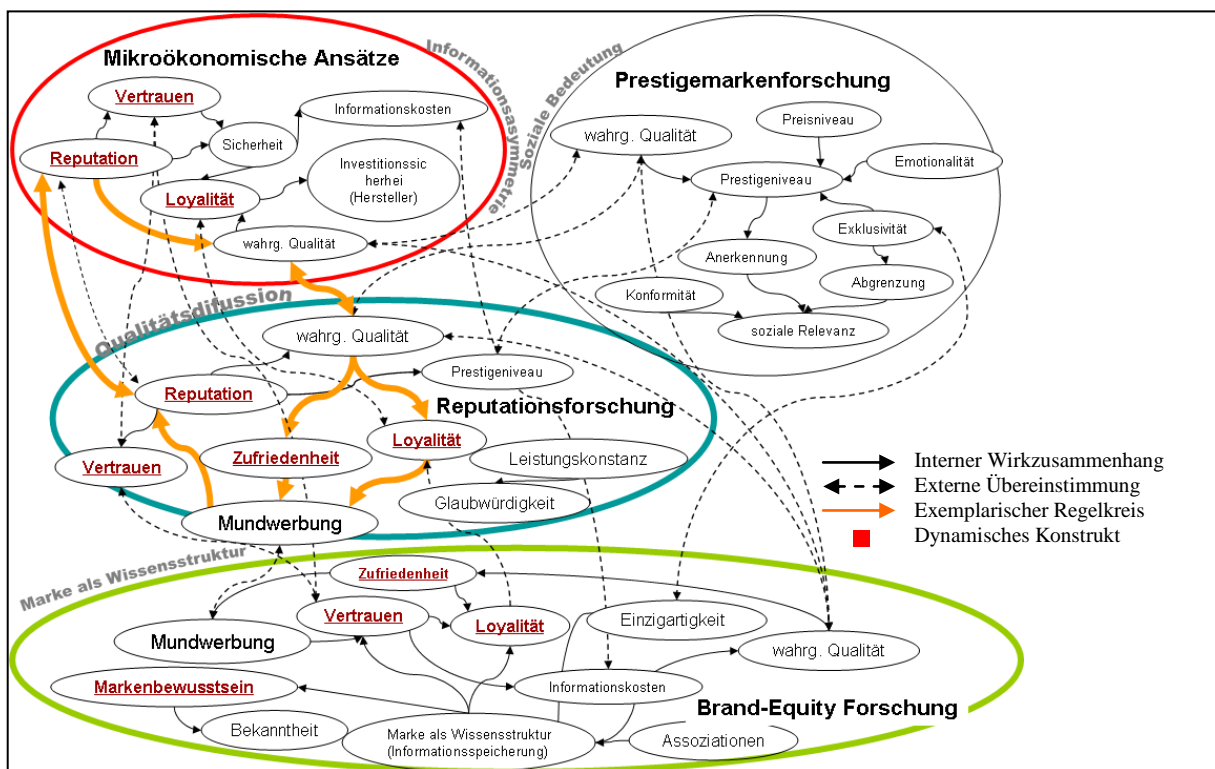 Mikroökonomische Ansätze
Informationsasymmetrie
Vertrauen
Informationskosten
Sicherheit
Reputation
Investitionssic
herhei
(Hersteller)
Loyalität
wahrg. Qualität
Soziale Bedeutung
Prestigemarkenforschung
Preisniveau
wahrg. Qualität
Emotionalität
Prestigeniveau
Exklusivität
Anerkennung
Abgrenzung
Konformität
soziale Relevanz
Qualitätsdifussion
wahrg. Qualität
Prestigeniveau
Reputation
Reputationsforschung
Loyalität
Zufriedenheit
Leistungskonstanz
Vertrauen
Glaubwürdigkeit
Mundwerbung
Interner Wirkzusammenhang
Externe Übereinstimmung
Exemplarischer Regelkreis
Dynamisches Konstrukt
Marke als Wissensstruktur
Zufriedenheit
Vertrauen
Einzigartigkeit
Loyalität
Mundwerbung
wahrg. Qualität
Markenbewusstsein
Informationskosten
Brand-Equity Forschung
Bekanntheit
Marke als Wissensstruktur
(Informationsspeicherung)
Assoziationen